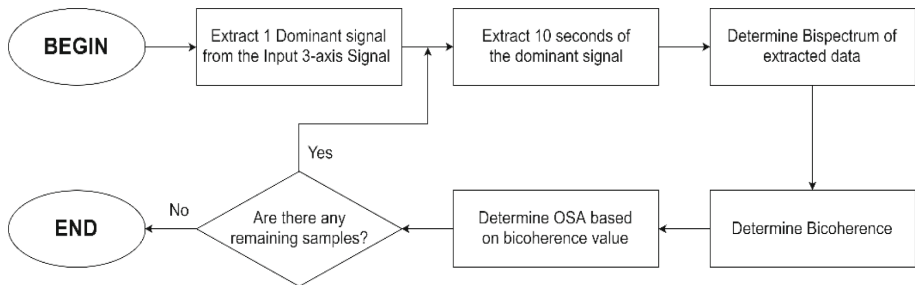 BEGIN
Extract 1 Dominant signal
from the Input 3-axis Signal
Extract 10 seconds of
the dominant signal
Determine Bispectrum of
extracted data
Determine Bicoherence
Determine OSA based
on bicoherence value
Are there any
remaining samples?
Yes
No
END